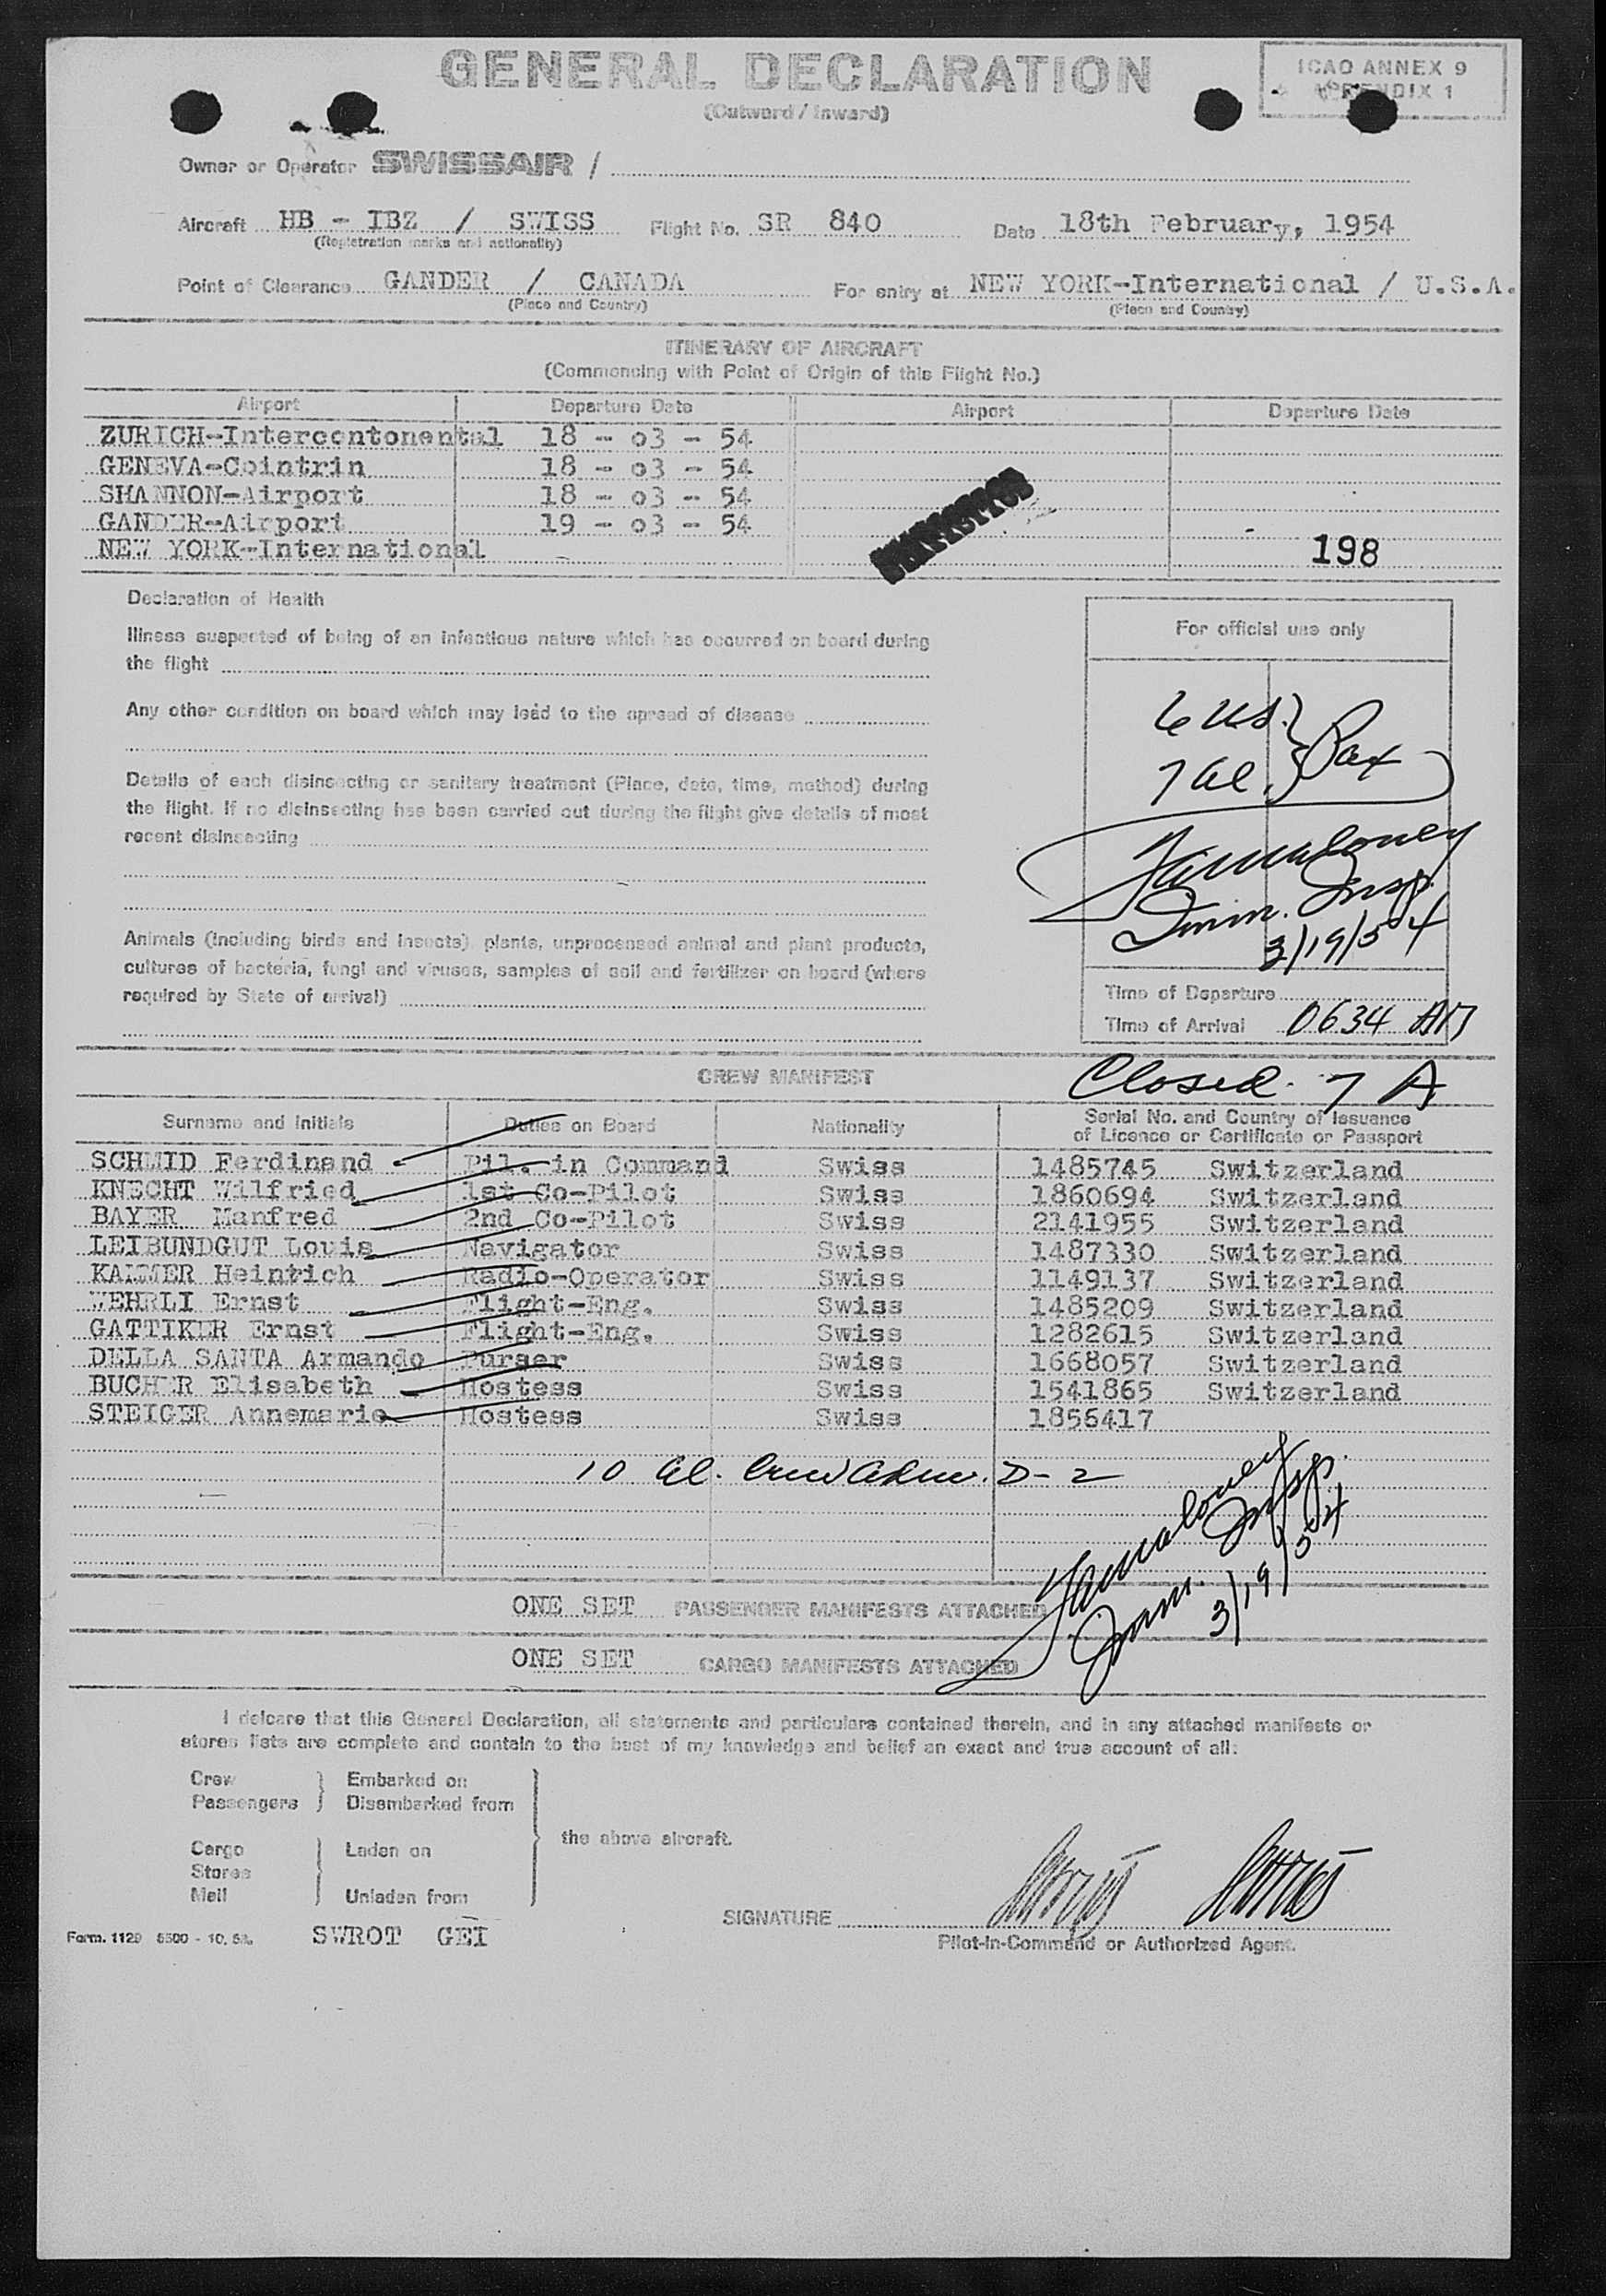 GENERAL DECLARATION
(Outward / Inward)
ICAO ANNEX 9
APPENDIX 1
Owner or Operator SWISSAIR /
Aircraft HB - IBZ / SWISS Flight No. SR 840 Date 18th February, 1954
(Registration marks and nationality)
Point of Clearance GANDER / CANADA For entry at NEW YORK-International / U.S.A.
(Place and Country) (Place and Country)
ITINERARY OF AIRCRAFT
(Commencing with Point of Origin of this Flight No.)
Airport Departure Date Airport Departure Date
ZURICH-Intercontonental 18 - 03 - 54
GENEVA-Cointrin 18 - 03 - 54
SHANNON-Airport 18 - 03 - 54
GANDER-Airport 19 - 03 - 54
NEW YORK-International
198
Declaration of Health
Illness suspected of being of an infectious nature which has occurred on board during
the flight
Any other condition on board which may lead to the spread of disease
Details of each disinsecting or sanitary treatment (Place, date, time, method) during
the flight. If no disinsecting has been carried out during the flight give details of most
recent disinsecting
Animals (including birds and insects), plants, unprocessed animal and plant products,
cultures of bacteria, fungi and viruses, samples of soil and fertilizer on board (where
required by State of arrival)
For official use only
6 US.
7 al. } Pax
Maloney
Imm. Insp.
3/19/54
Time of Departure
Time of Arrival 0634 AM
Closed 7 A
CREW MANIFEST
Surname and Initials Duties on Board Nationality Serial No. and Country of Issuance
of Licence or Certificate or Passport
SCHMID Ferdinand Pil. in Command Swiss 1485745 Switzerland
KNECHT Wilfried 1st Co-Pilot Swiss 1860694 Switzerland
BAYER Manfred 2nd Co-Pilot Swiss 2141955 Switzerland
LEIBUNDGUT Louis Navigator Swiss 1487330 Switzerland
KALMER Heinrich Radio-Operator Swiss 1149137 Switzerland
WEHRLI Ernst Flight-Eng. Swiss 1485209 Switzerland
GATTIKER Ernst Flight-Eng. Swiss 1282615 Switzerland
DELLA SANTA Armando Purser Swiss 1668057 Switzerland
BUCHER Elisabeth Hostess Swiss 1541865 Switzerland
STEIGER Annemarie Hostess Swiss 1856417
10 al. Crew adm. D-2
Maloney
Imm. Insp.
3/19/54
ONE SET PASSENGER MANIFESTS ATTACHED
ONE SET CARGO MANIFESTS ATTACHED
I delcare that this General Declaration, all statements and particulars contained therein, and in any attached manifests or
stores lists are complete and contain to the best of my knowledge and belief an exact and true account of all:
Crew Embarked on
Passengers Disembarked from
the above aircraft.
Cargo Laden on
Stores
Mail Unladen from
SIGNATURE
Pilot-in-Command or Authorized Agent.
Form. 1129 5500 - 10. 53. SWROT GEI